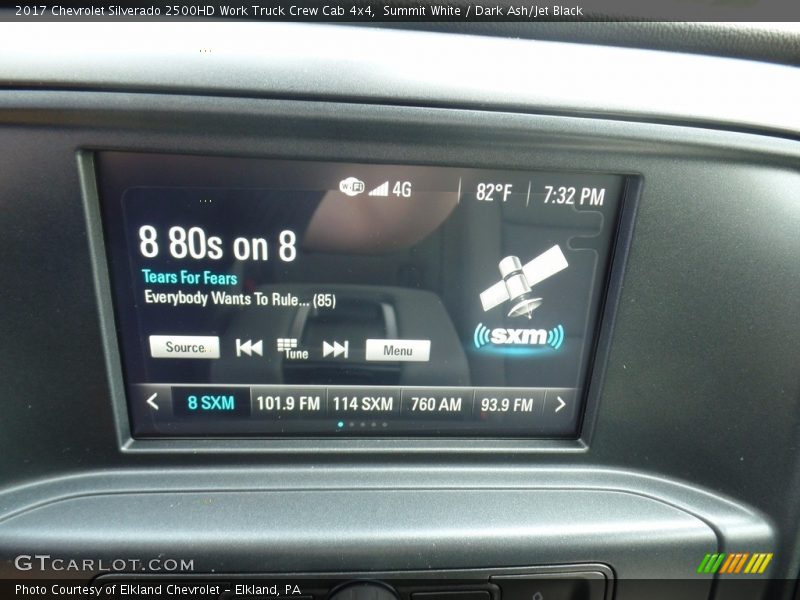 2017 Chevrolet Silverado 2500HD Work Truck Crew Cab 4x4,  Summit White / Dark Ash/Jet Black
WiFi 4G 82°F 7:32 PM
8 80s on 8
Tears For Fears
Everybody Wants To Rule... (85)
((sxm))
Source Tune Menu
< 8 SXM 101.9 FM 114 SXM 760 AM 93.9 FM >
GTCARLOT.COM
Photo Courtesy of Elkland Chevrolet - Elkland, PA